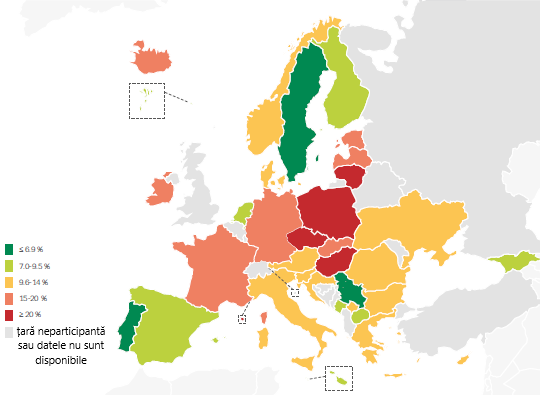 ≤ 6.9 %
7.0-9.5 %
9.6-14 %
15-20 %
≥ 20 %
țară neparticipantă
sau datele nu sunt
disponibile